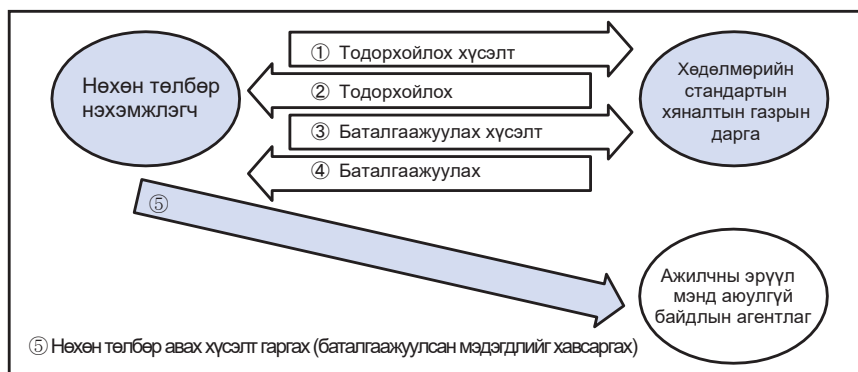 Нөхөн төлбөр
нэхэмжлэгч
① Тодорхойлох хүсэлт
② Тодорхойлох
③ Баталгаажуулах хүсэлт
④ Баталгаажуулах
Хөдөлмөрийн
стандартын
хяналтын газрын
дарга
⑤
Ажилчны эрүүл
мэнд аюулгүй
байдлын агентлаг
⑤ Нөхөн төлбөр авах хүсэлт гаргах (баталгаажуулсан мэдэгдлийг хавсаргах)